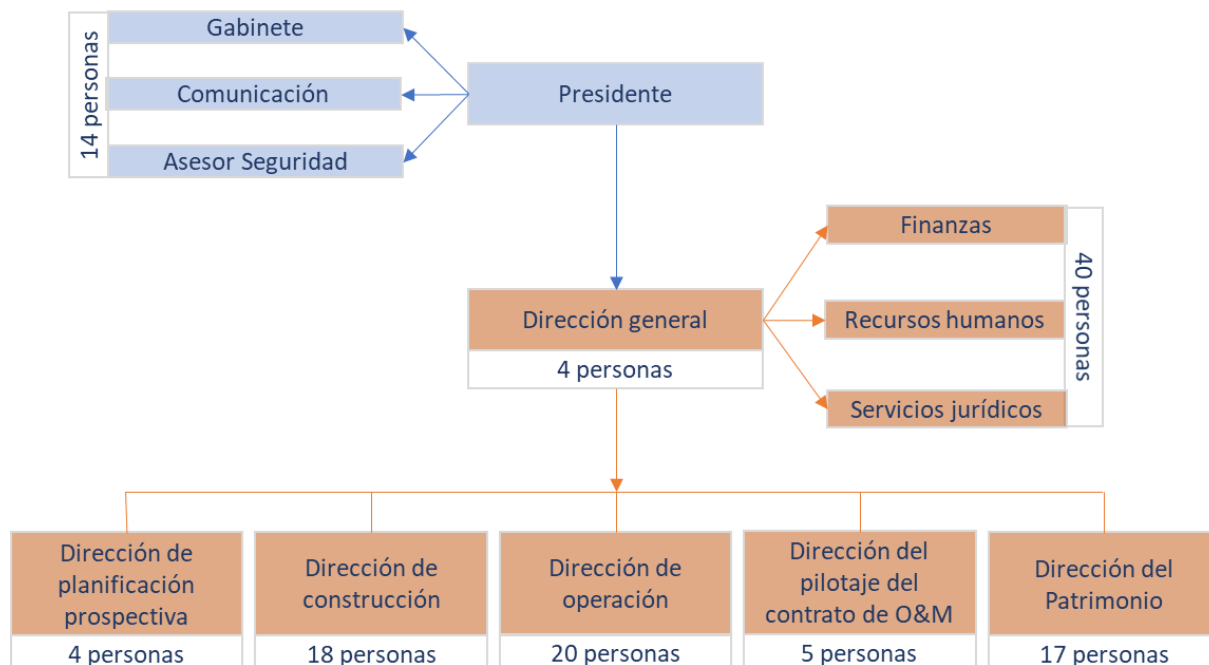 14 personas
Gabinete
Comunicación
Asesor Seguridad
Presidente
Finanzas
Recursos humanos
Servicios jurídicos
40 personas
Dirección general
4 personas
Dirección de
planificación
prospectiva
4 personas
Dirección de
construcción
18 personas
Dirección de
operación
20 personas
Dirección del
pilotaje del
contrato de O&M
5 personas
Dirección del
Patrimonio
17 personas